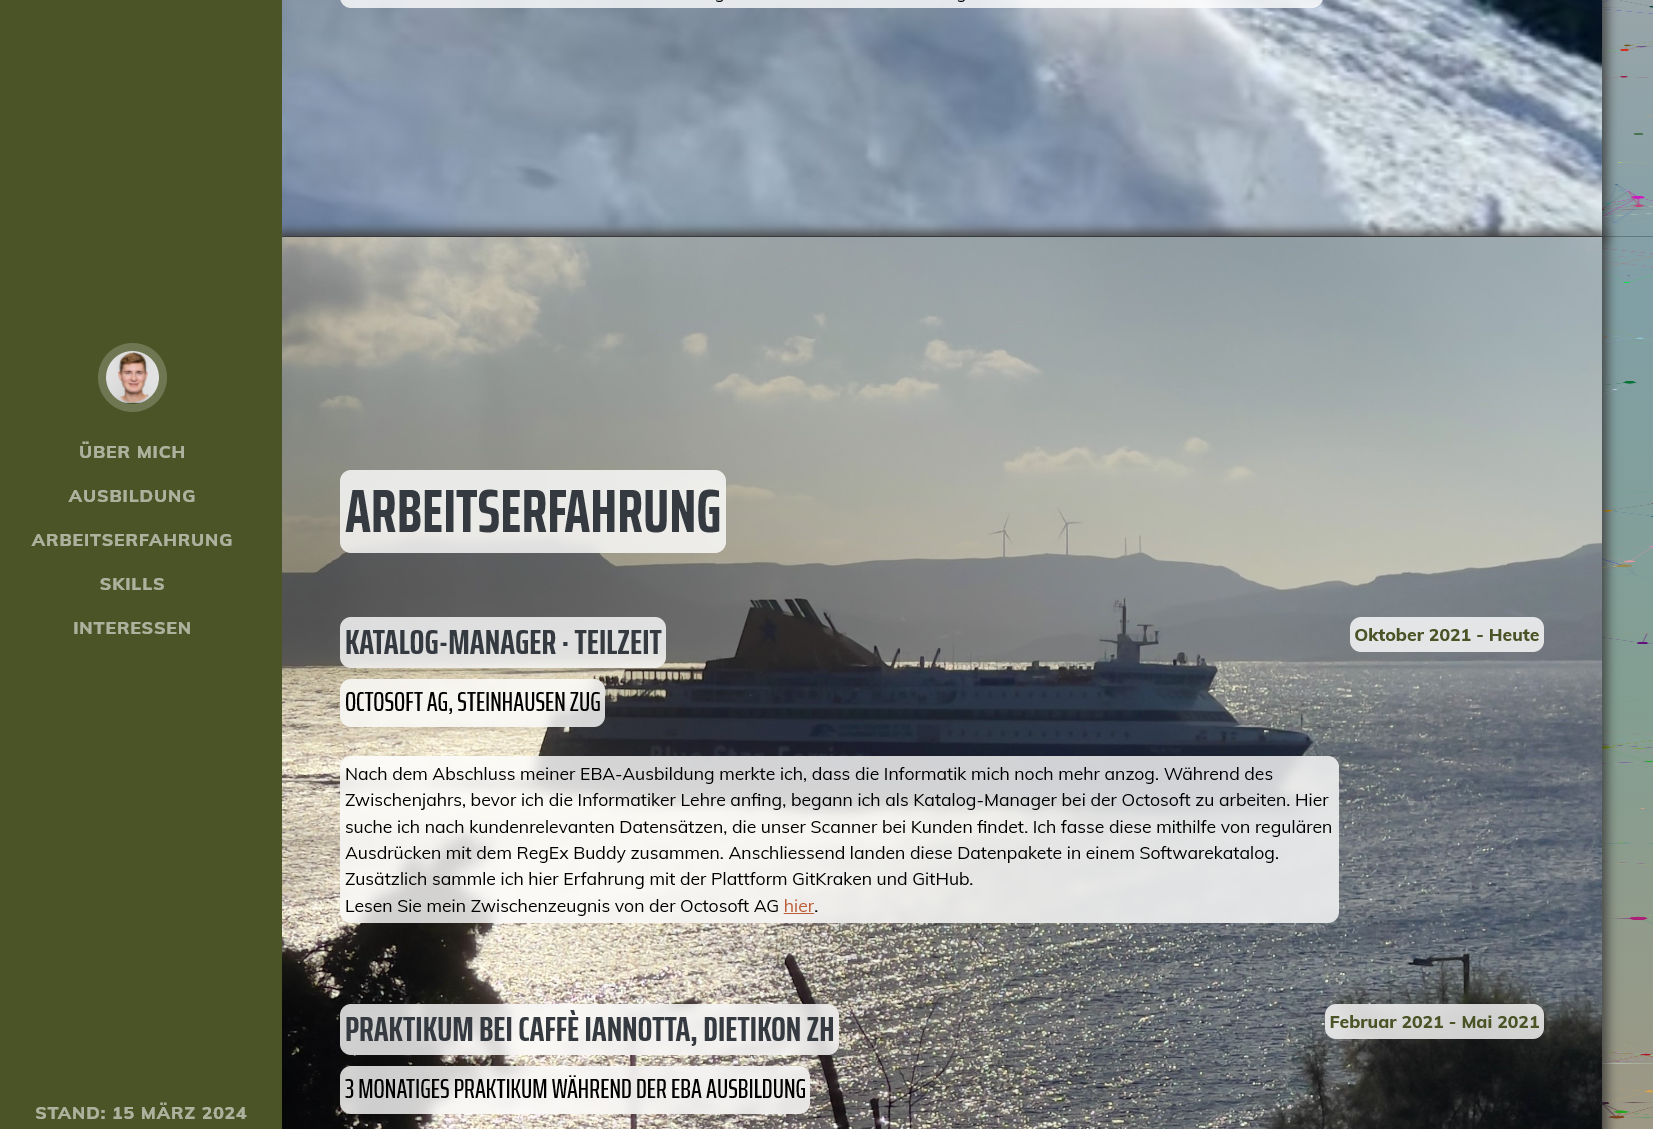 ÜBER MICH
AUSBILDUNG
ARBEITSERFAHRUNG
SKILLS
INTERESSEN
STAND: 15 MÄRZ 2024
ARBEITSERFAHRUNG
KATALOG-MANAGER · TEILZEIT
Oktober 2021 - Heute
OCTOSOFT AG, STEINHAUSEN ZUG
Nach dem Abschluss meiner EBA-Ausbildung merkte ich, dass die Informatik mich noch mehr anzog. Während des
Zwischenjahrs, bevor ich die Informatiker Lehre anfing, begann ich als Katalog-Manager bei der Octosoft zu arbeiten. Hier
suche ich nach kundenrelevanten Datensätzen, die unser Scanner bei Kunden findet. Ich fasse diese mithilfe von regulären
Ausdrücken mit dem RegEx Buddy zusammen. Anschliessend landen diese Datenpakete in einem Softwarekatalog.
Zusätzlich sammle ich hier Erfahrung mit der Plattform GitKraken und GitHub.
Lesen Sie mein Zwischenzeugnis von der Octosoft AG hier.
PRAKTIKUM BEI CAFFÈ IANNOTTA, DIETIKON ZH
Februar 2021 - Mai 2021
3 MONATIGES PRAKTIKUM WÄHREND DER EBA AUSBILDUNG